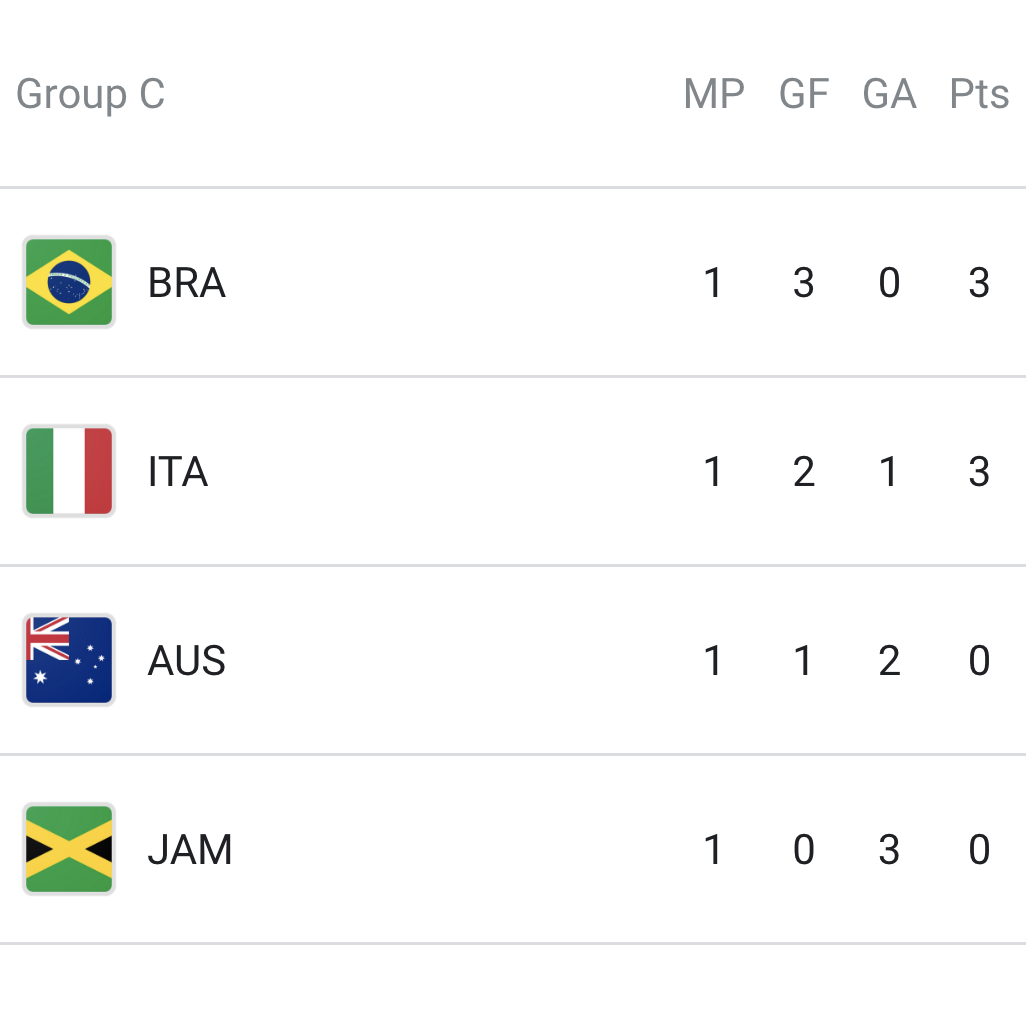 Group C MP GF GA Pts
BRA 1 3 0 3
ITA 1 2 1 3
AUS 1 1 2 0
JAM 1 0 3 0